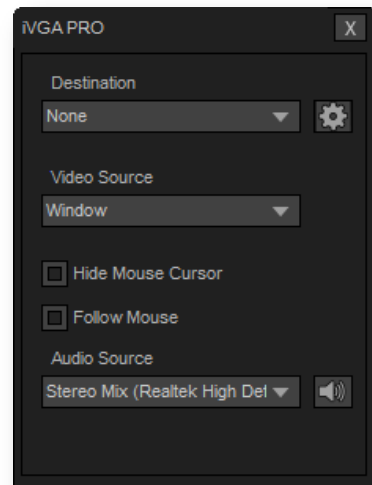 iVGA PRO
X
Destination
None
Video Source
Window
Hide Mouse Cursor
Follow Mouse
Audio Source
Stereo Mix (Realtek High Def